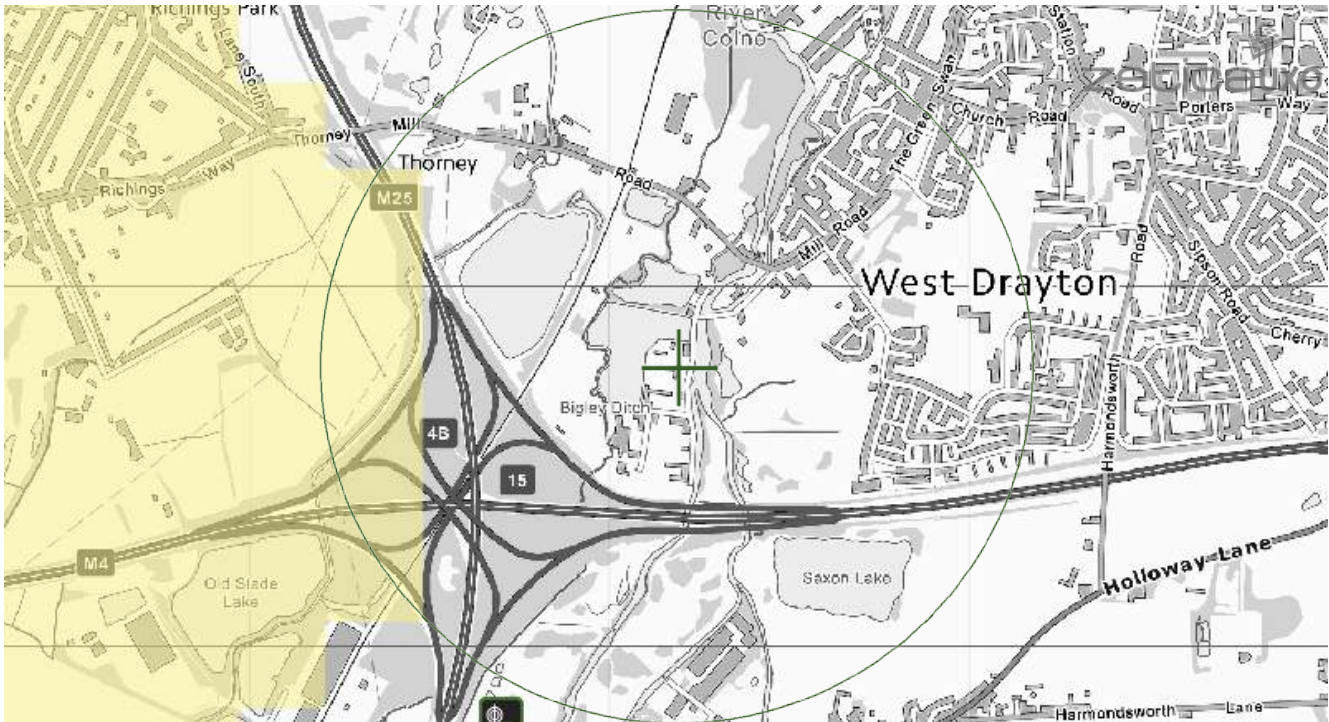 Richings Park
River
Colne
Station
zeticauxo
Lane South
Thorney
Mill
Road
Thorney
Richings
Way
M25
The Green Swan
Church
Road
Road
Porters
Way
Mill Road
West Drayton
Road
Sipson Road
Cherry
Harmondsworth
Bigley Ditch
4B
15
M4
Old Slade
Lake
Saxon Lake
Holloway Lane
Harmondsworth
Lane